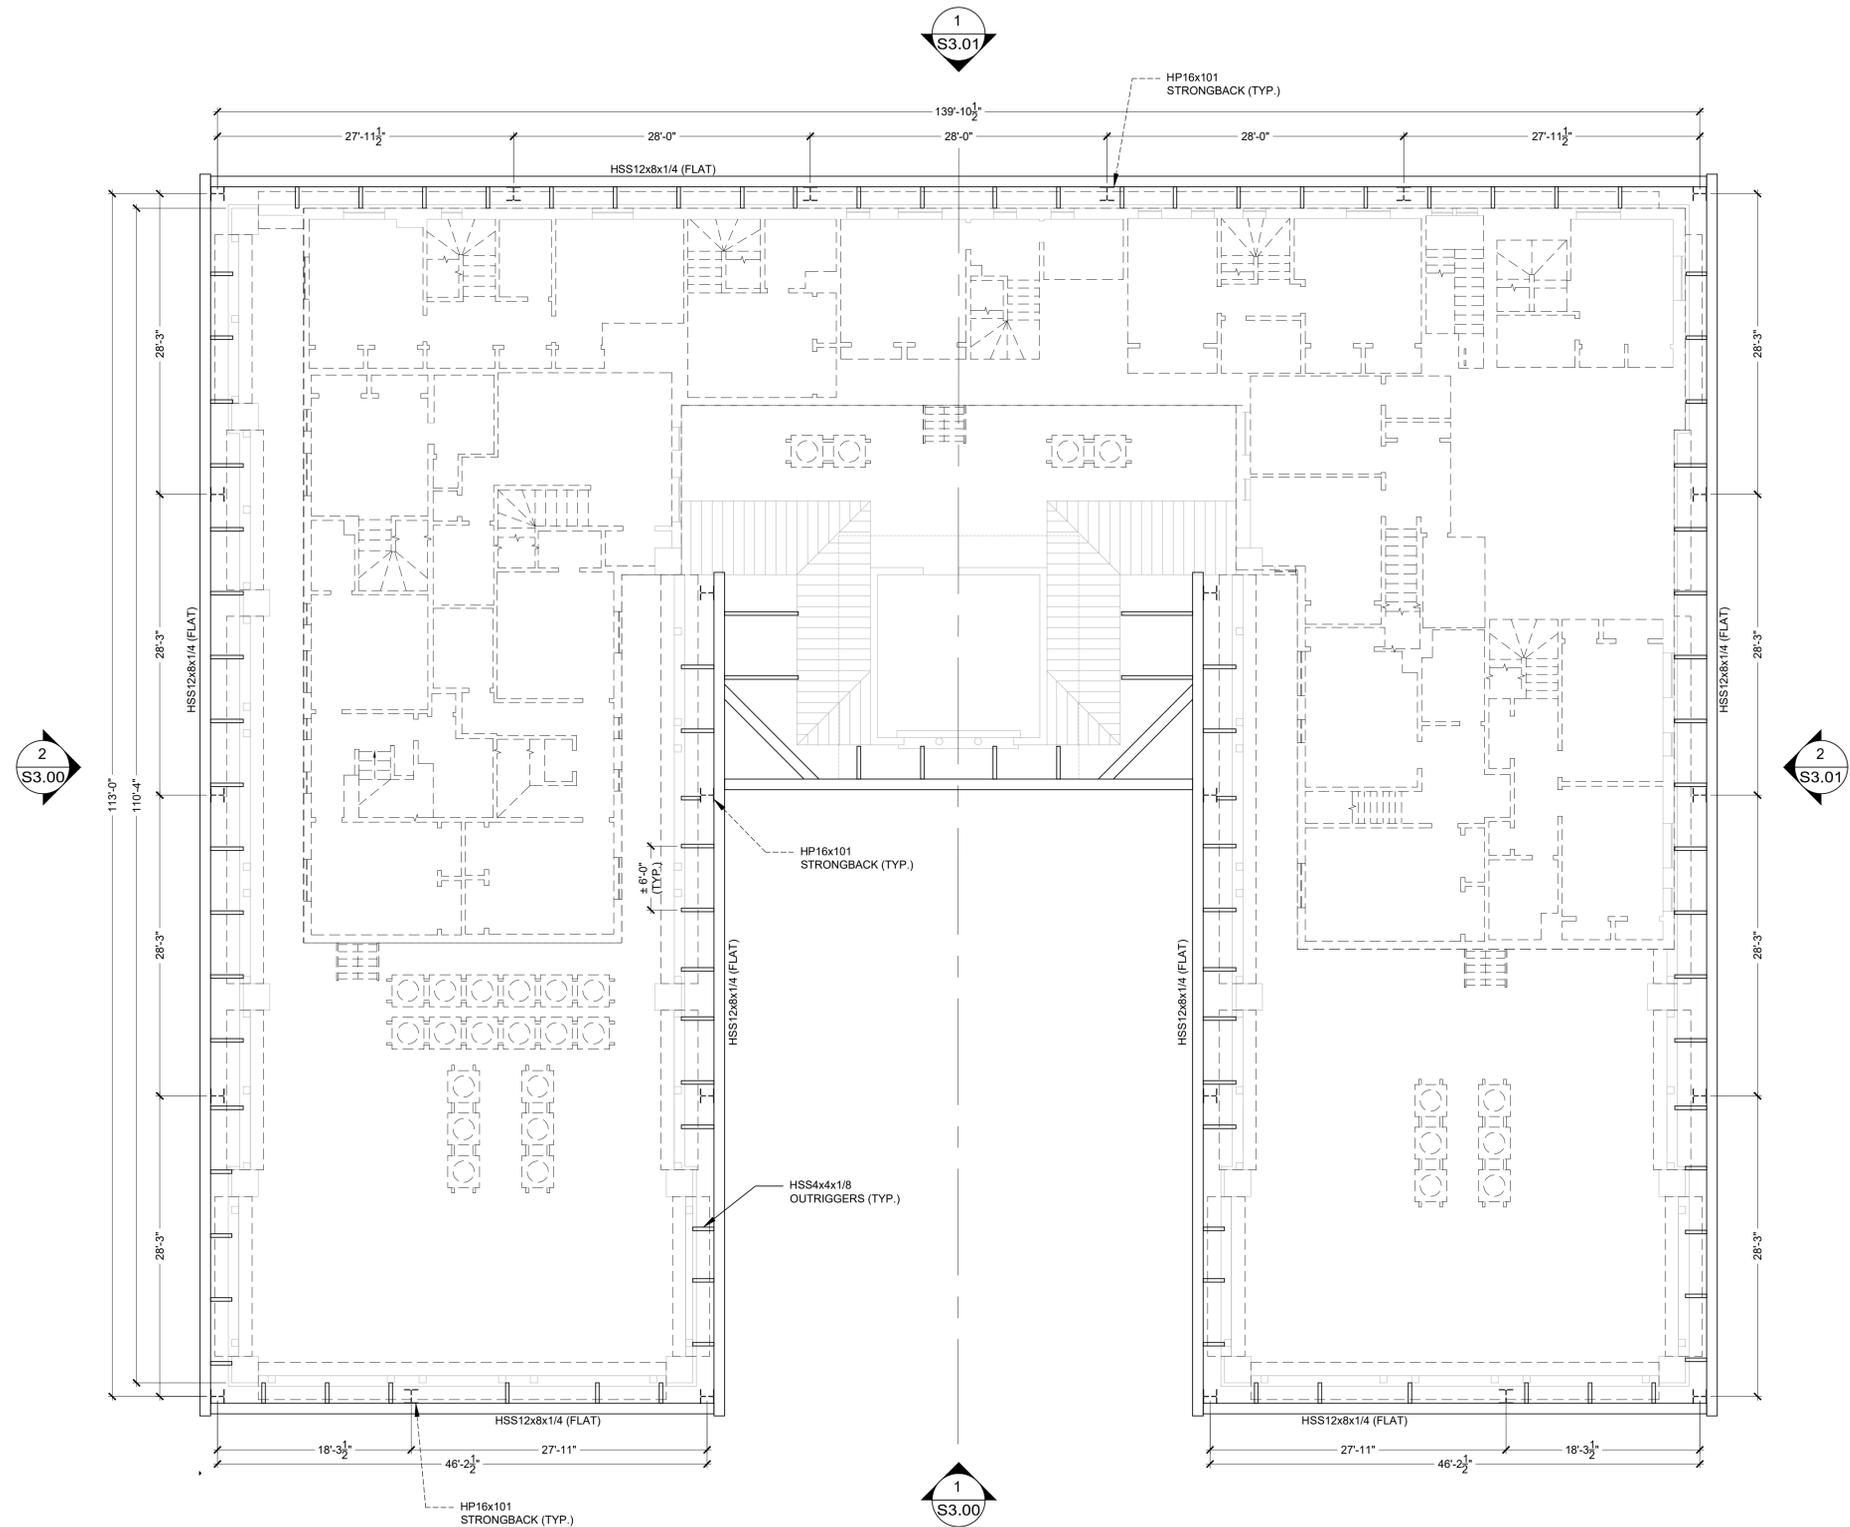 1
S3.01
HP16x101
STRONGBACK (TYP.)
139'-10 1/2"
27'-11 1/2"
28'-0"
28'-0"
28'-0"
27'-11 1/2"
HSS12x8x1/4 (FLAT)
28'-3"
28'-3"
28'-3"
28'-3"
113'-0"
110'-4"
HSS12x8x1/4 (FLAT)
2
S3.00
28'-3"
28'-3"
28'-3"
28'-3"
HSS12x8x1/4 (FLAT)
2
S3.01
HP16x101
STRONGBACK (TYP.)
± 6'-0"
(TYP.)
HSS12x8x1/4 (FLAT)
HSS12x8x1/4 (FLAT)
HSS4x4x1/8
OUTRIGGERS (TYP.)
HSS12x8x1/4 (FLAT)
HSS12x8x1/4 (FLAT)
18'-3 1/2"
27'-11"
46'-2 1/2"
27'-11"
18'-3 1/2"
46'-2 1/2"
HP16x101
STRONGBACK (TYP.)
1
S3.00